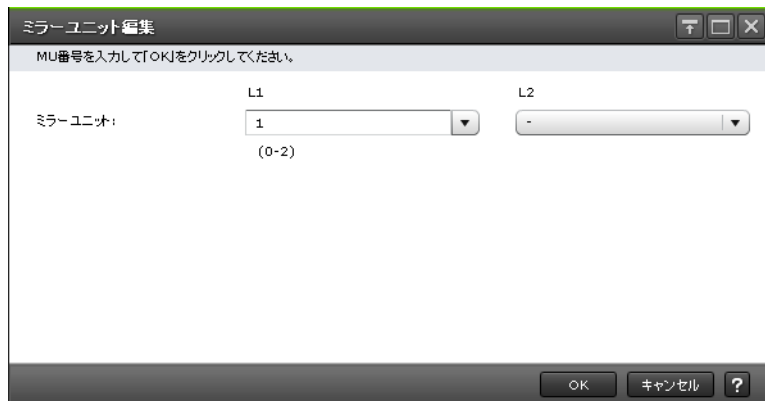 ミラーユニット編集
MU番号を入力して「OK」をクリックしてください。
L1 L2
ミラーユニット: 1 -
(0-2)
OK キャンセル ?